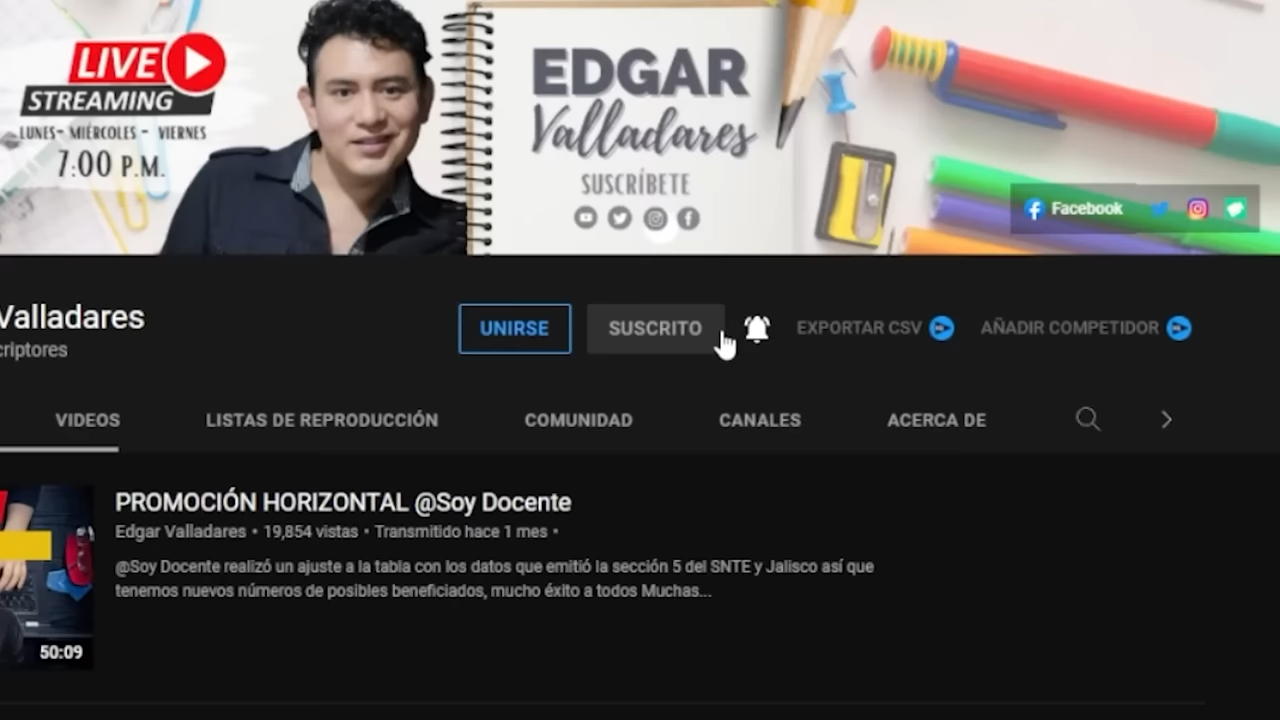 LIVE
STREAMING
LUNES- MIÉRCOLES - VIERNES
7:00 P.M.
EDGAR
Valladares
SUSCRÍBETE
Facebook
Valladares
criptores
UNIRSE
SUSCRITO
EXPORTAR CSV
AÑADIR COMPETIDOR
VIDEOS
LISTAS DE REPRODUCCIÓN
COMUNIDAD
CANALES
ACERCA DE
PROMOCIÓN HORIZONTAL @Soy Docente
Edgar Valladares • 19,854 vistas • Transmitido hace 1 mes •
@Soy Docente realizó un ajuste a la tabla con los datos que emitió la sección 5 del SNTE y Jalisco así que
tenemos nuevos números de posibles beneficiados, mucho éxito a todos Muchas...
50:09